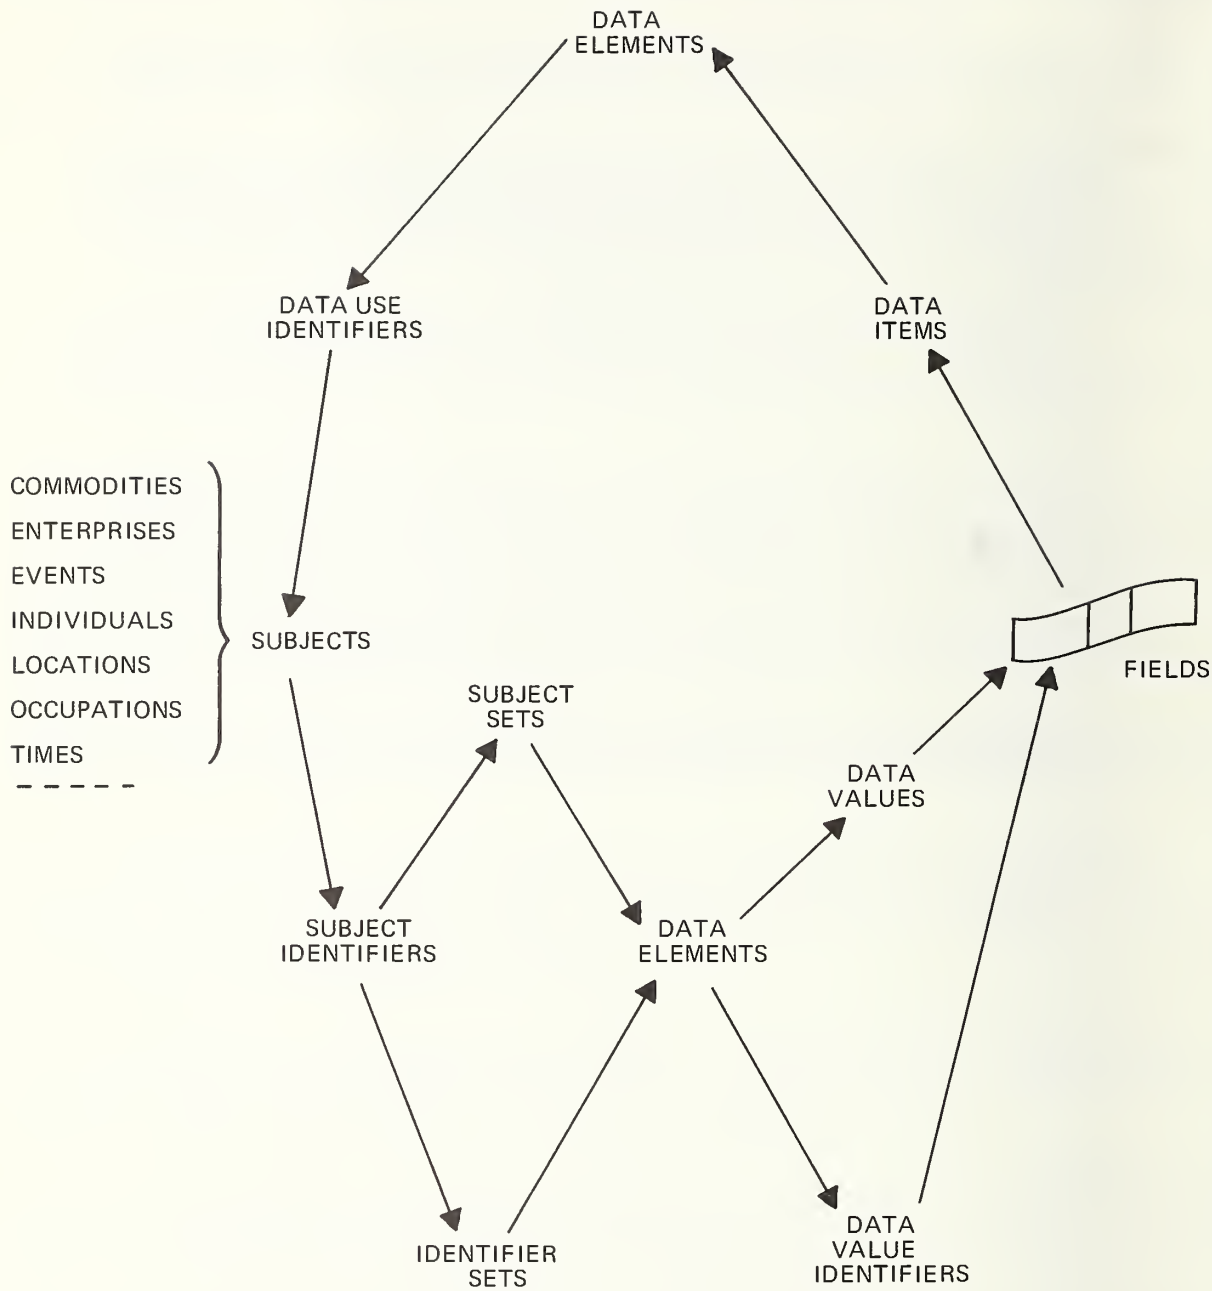 DATA
ELEMENTS
DATA USE
IDENTIFIERS
DATA
ITEMS
COMMODITIES
ENTERPRISES
EVENTS
INDIVIDUALS
LOCATIONS
OCCUPATIONS
TIMES
SUBJECTS
FIELDS
SUBJECT
SETS
DATA
VALUES
SUBJECT
IDENTIFIERS
DATA
ELEMENTS
IDENTIFIER
SETS
DATA
VALUE
IDENTIFIERS